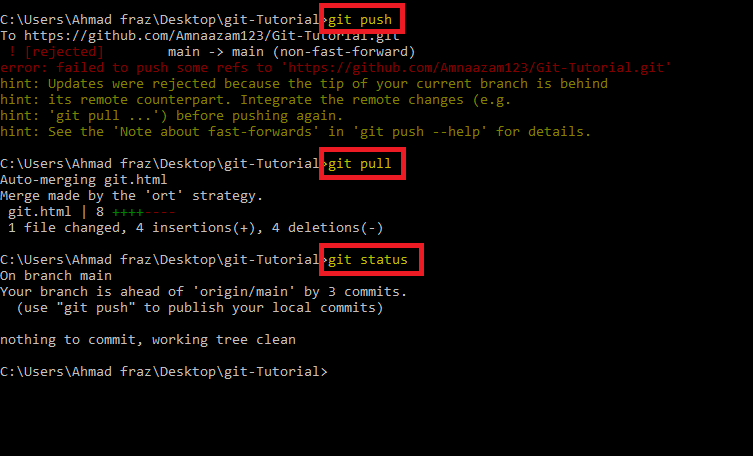 C:\Users\Ahmad fraz\Desktop\git-Tutorial>git push
To https://github.com/Amnaazam123/Git-Tutorial.git
 ! [rejected]        main -> main (non-fast-forward)
error: failed to push some refs to 'https://github.com/Amnaazam123/Git-Tutorial.git'
hint: Updates were rejected because the tip of your current branch is behind
hint: its remote counterpart. Integrate the remote changes (e.g.
hint: 'git pull ...') before pushing again.
hint: See the 'Note about fast-forwards' in 'git push --help' for details.
C:\Users\Ahmad fraz\Desktop\git-Tutorial>git pull
Auto-merging git.html
Merge made by the 'ort' strategy.
 git.html | 8 ++++----
 1 file changed, 4 insertions(+), 4 deletions(-)
C:\Users\Ahmad fraz\Desktop\git-Tutorial>git status
On branch main
Your branch is ahead of 'origin/main' by 3 commits.
  (use "git push" to publish your local commits)
nothing to commit, working tree clean
C:\Users\Ahmad fraz\Desktop\git-Tutorial>